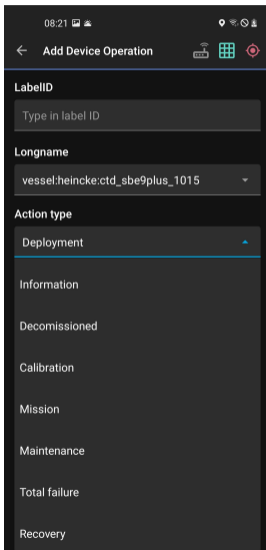 08:21
Add Device Operation
LabelID
Type in label ID
Longname
vessel:heincke:ctd_sbe9plus_1015
Action type
Deployment
Information
Decomissioned
Calibration
Mission
Maintenance
Total failure
Recovery